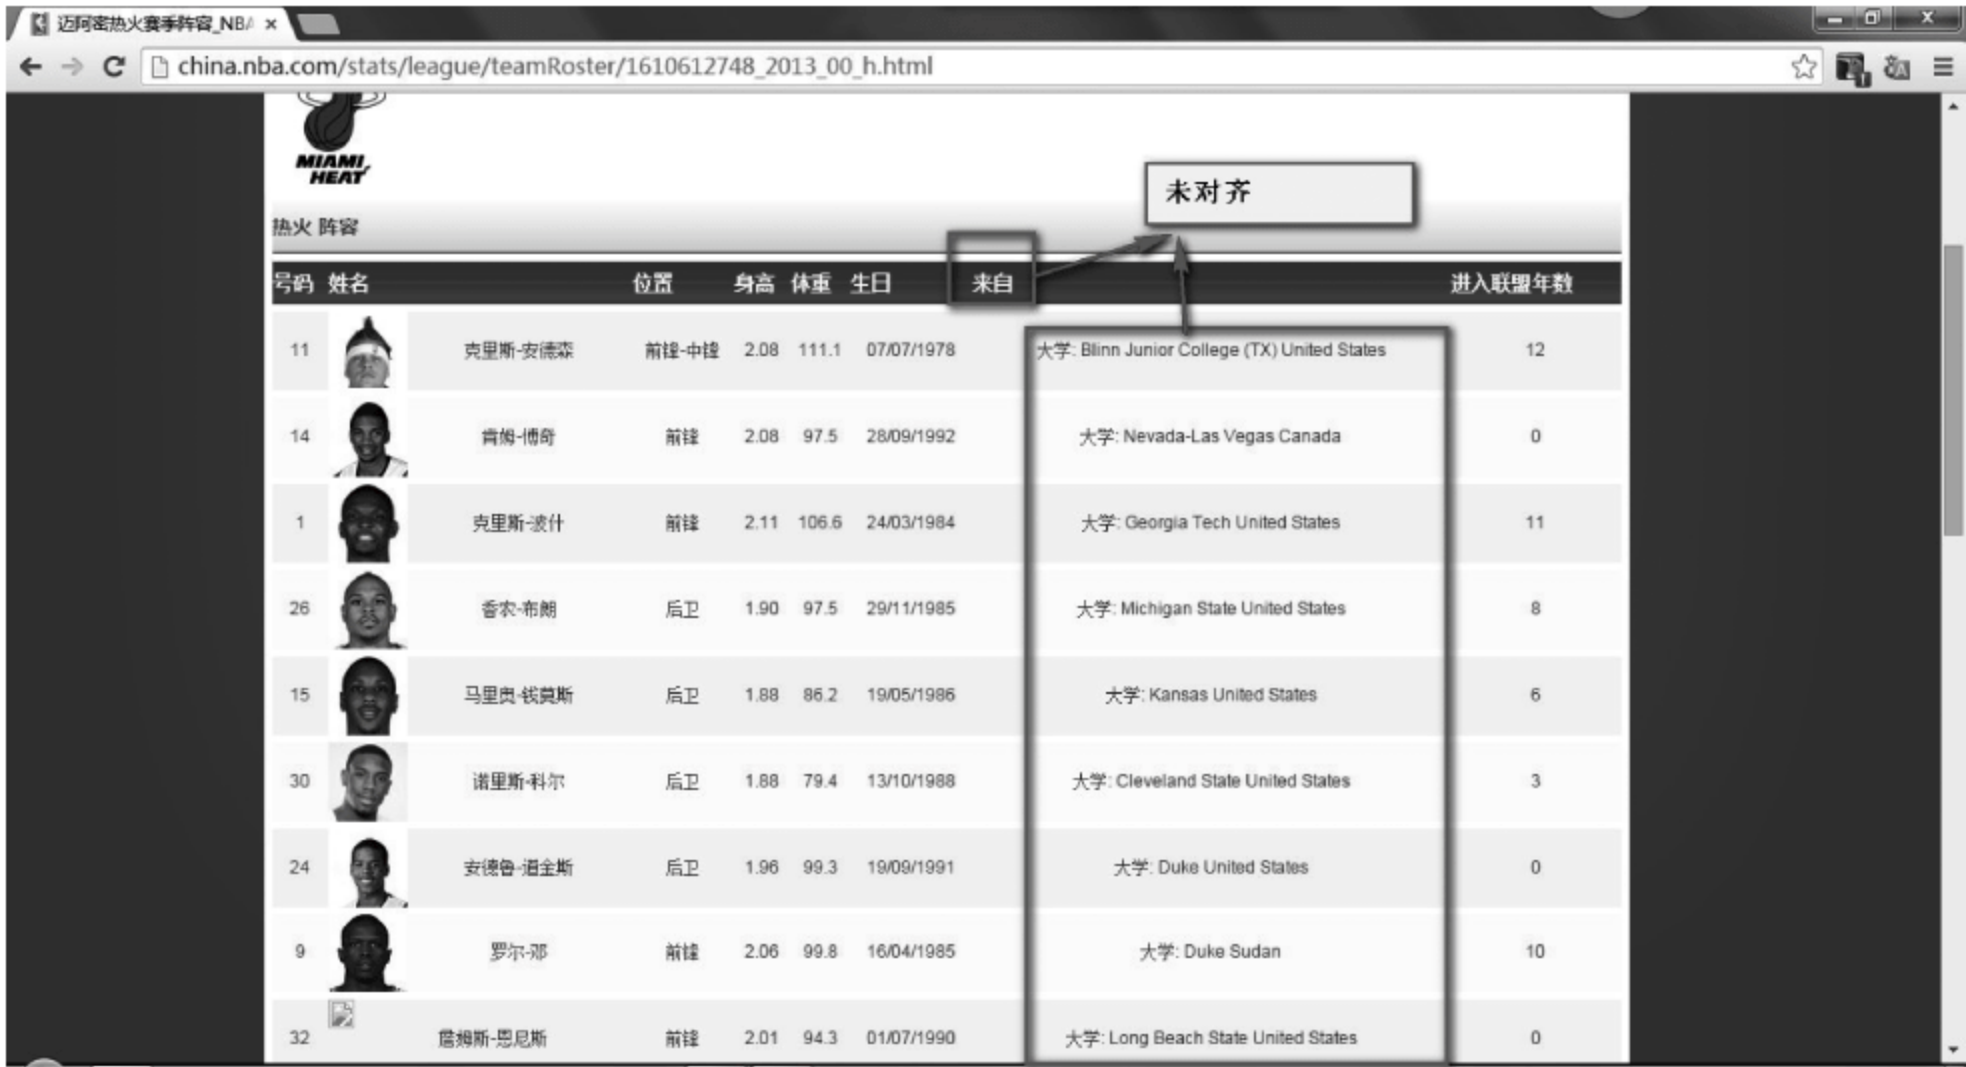 迈阿密热火赛季阵容_NBA
china.nba.com/stats/league/teamRoster/1610612748_2013_00_h.html
MIAMI
HEAT
未对齐
热火 阵容
号码 姓名 位置 身高 体重 生日 来自 进入联盟年数
11 克里斯-安德森 前锋-中锋 2.08 111.1 07/07/1978 大学: Blinn Junior College (TX) United States 12
14 肯姆-博奇 前锋 2.08 97.5 28/09/1992 大学: Nevada-Las Vegas Canada 0
1 克里斯-波什 前锋 2.11 106.6 24/03/1984 大学: Georgia Tech United States 11
26 香农-布朗 后卫 1.90 97.5 29/11/1985 大学: Michigan State United States 8
15 马里奥-钱莫斯 后卫 1.88 86.2 19/05/1986 大学: Kansas United States 6
30 诺里斯-科尔 后卫 1.88 79.4 13/10/1988 大学: Cleveland State United States 3
24 安德鲁-道金斯 后卫 1.96 99.3 19/09/1991 大学: Duke United States 0
9 罗尔-邓 前锋 2.06 99.8 16/04/1985 大学: Duke Sudan 10
32 詹姆斯-恩尼斯 前锋 2.01 94.3 01/07/1990 大学: Long Beach State United States 0